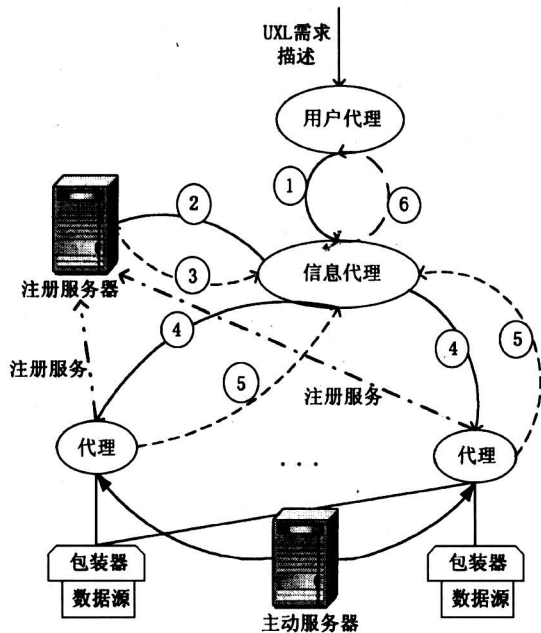 UXL需求
描述
用户代理
①
⑥
②
③
信息代理
注册服务器
④
④
⑤
⑤
注册服务
注册服务
代理
代理
...
包装器
数据源
包装器
数据源
主动服务器